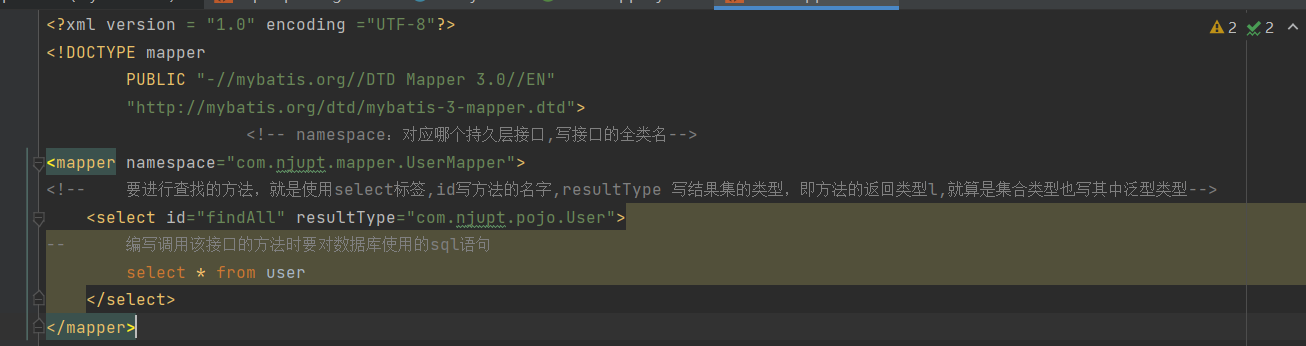 <?xml version = "1.0" encoding ="UTF-8"?>
2 2
<!DOCTYPE mapper
PUBLIC "-//mybatis.org//DTD Mapper 3.0//EN"
"http://mybatis.org/dtd/mybatis-3-mapper.dtd">
<!-- namespace：对应哪个持久层接口,写接口的全类名-->
<mapper namespace="com.njupt.mapper.UserMapper">
<!-- 要进行查找的方法，就是使用select标签,id写方法的名字,resultType 写结果集的类型，即方法的返回类型l,就算是集合类型也写其中泛型类型-->
<select id="findAll" resultType="com.njupt.pojo.User">
-- 编写调用该接口的方法时要对数据库使用的sql语句
select * from user
</select>
</mapper>